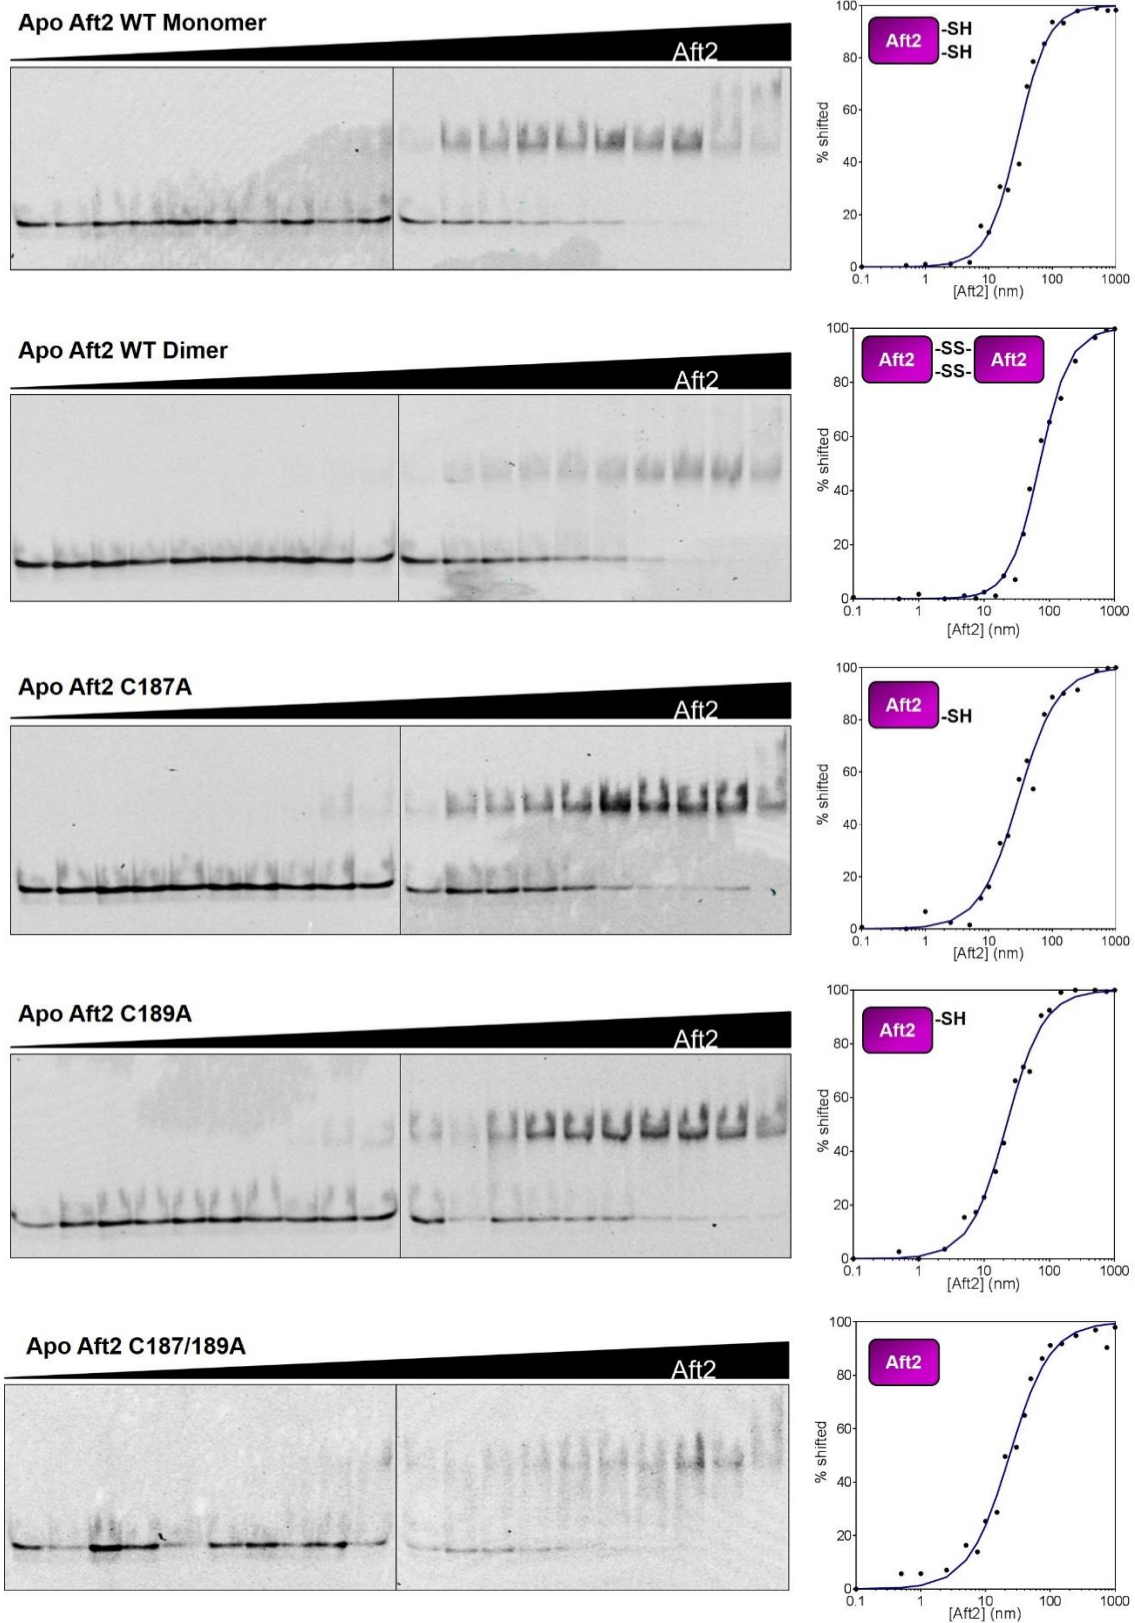 Apo Aft2 WT Monomer
Aft2
Aft2 -SH
-SH
% shifted
100
80
60
40
20
0
0.1 1 10 100 1000
[Aft2] (nm)
Apo Aft2 WT Dimer
Aft2
Aft2 -SS- Aft2
-SS-
% shifted
100
80
60
40
20
0
0.1 1 10 100 1000
[Aft2] (nm)
Apo Aft2 C187A
Aft2
Aft2
-SH
% shifted
100
80
60
40
20
0
0.1 1 10 100 1000
[Aft2] (nm)
Apo Aft2 C189A
Aft2
Aft2 -SH
% shifted
100
80
60
40
20
0
0.1 1 10 100 1000
[Aft2] (nm)
Apo Aft2 C187/189A
Aft2
Aft2
% shifted
100
80
60
40
20
0
0.1 1 10 100 1000
[Aft2] (nm)